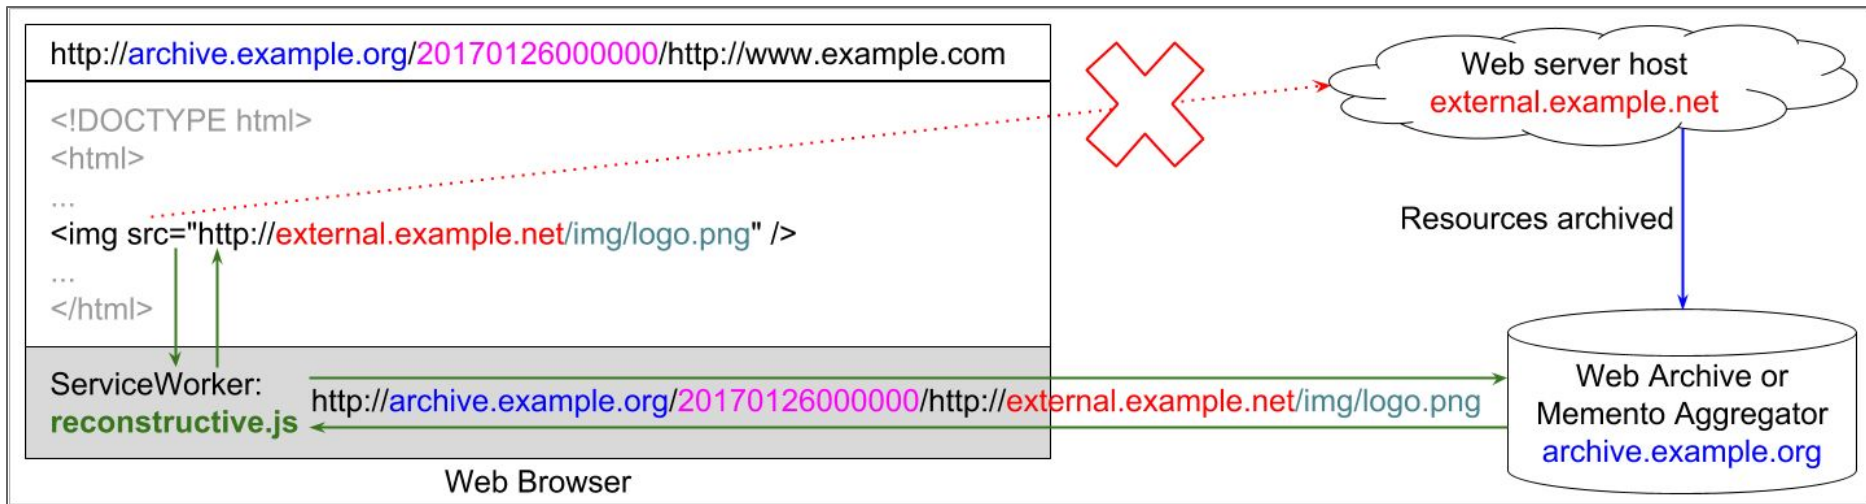 http://archive.example.org/20170126000000/http://www.example.com
<!DOCTYPE html>
<html>
...
<img src="http://external.example.net/img/logo.png" />
...
</html>
ServiceWorker:
reconstructive.js
http://archive.example.org/20170126000000/http://external.example.net/img/logo.png
Web Browser
Web server host
external.example.net
Resources archived
Web Archive or
Memento Aggregator
archive.example.org